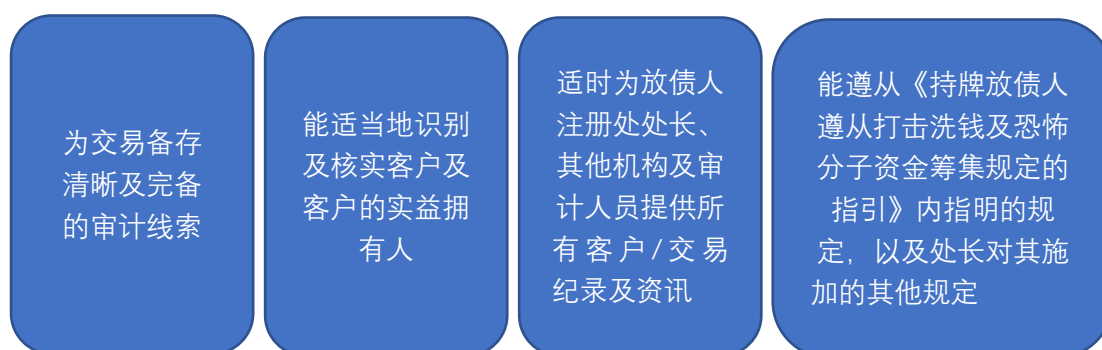 为交易备存
清晰及完备
的审计线索
能适当地识别
及核实客户及
客户的实益拥
有人
适时为放债人
注册处处长、
其他机构及审
计人员提供所
有客户/交易
纪录及资讯
能遵从《持牌放债人
遵从打击洗钱及恐怖
分子资金筹集规定的
指引》内指明的规
定，以及处长对其施
加的其他规定